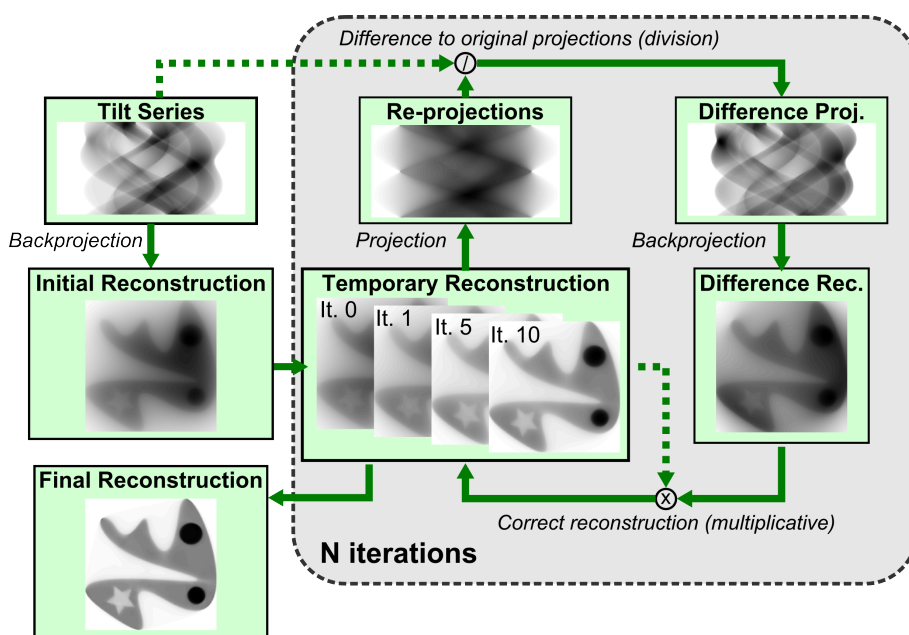 Difference to original projections (division)
/
Tilt Series
Re-projections
Difference Proj.
Backprojection
Projection
Backprojection
Initial Reconstruction
Temporary Reconstruction
Difference Rec.
It. 0
It. 1
It. 5
It. 10
Final Reconstruction
x
Correct reconstruction (multiplicative)
N iterations